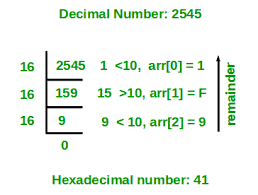 Decimal Number: 2545
16 2545 1 <10, arr[0] = 1
16 159 15 >10, arr[1] = F
16 9 9 < 10, arr[2] = 9
0
remainder
Hexadecimal number: 41